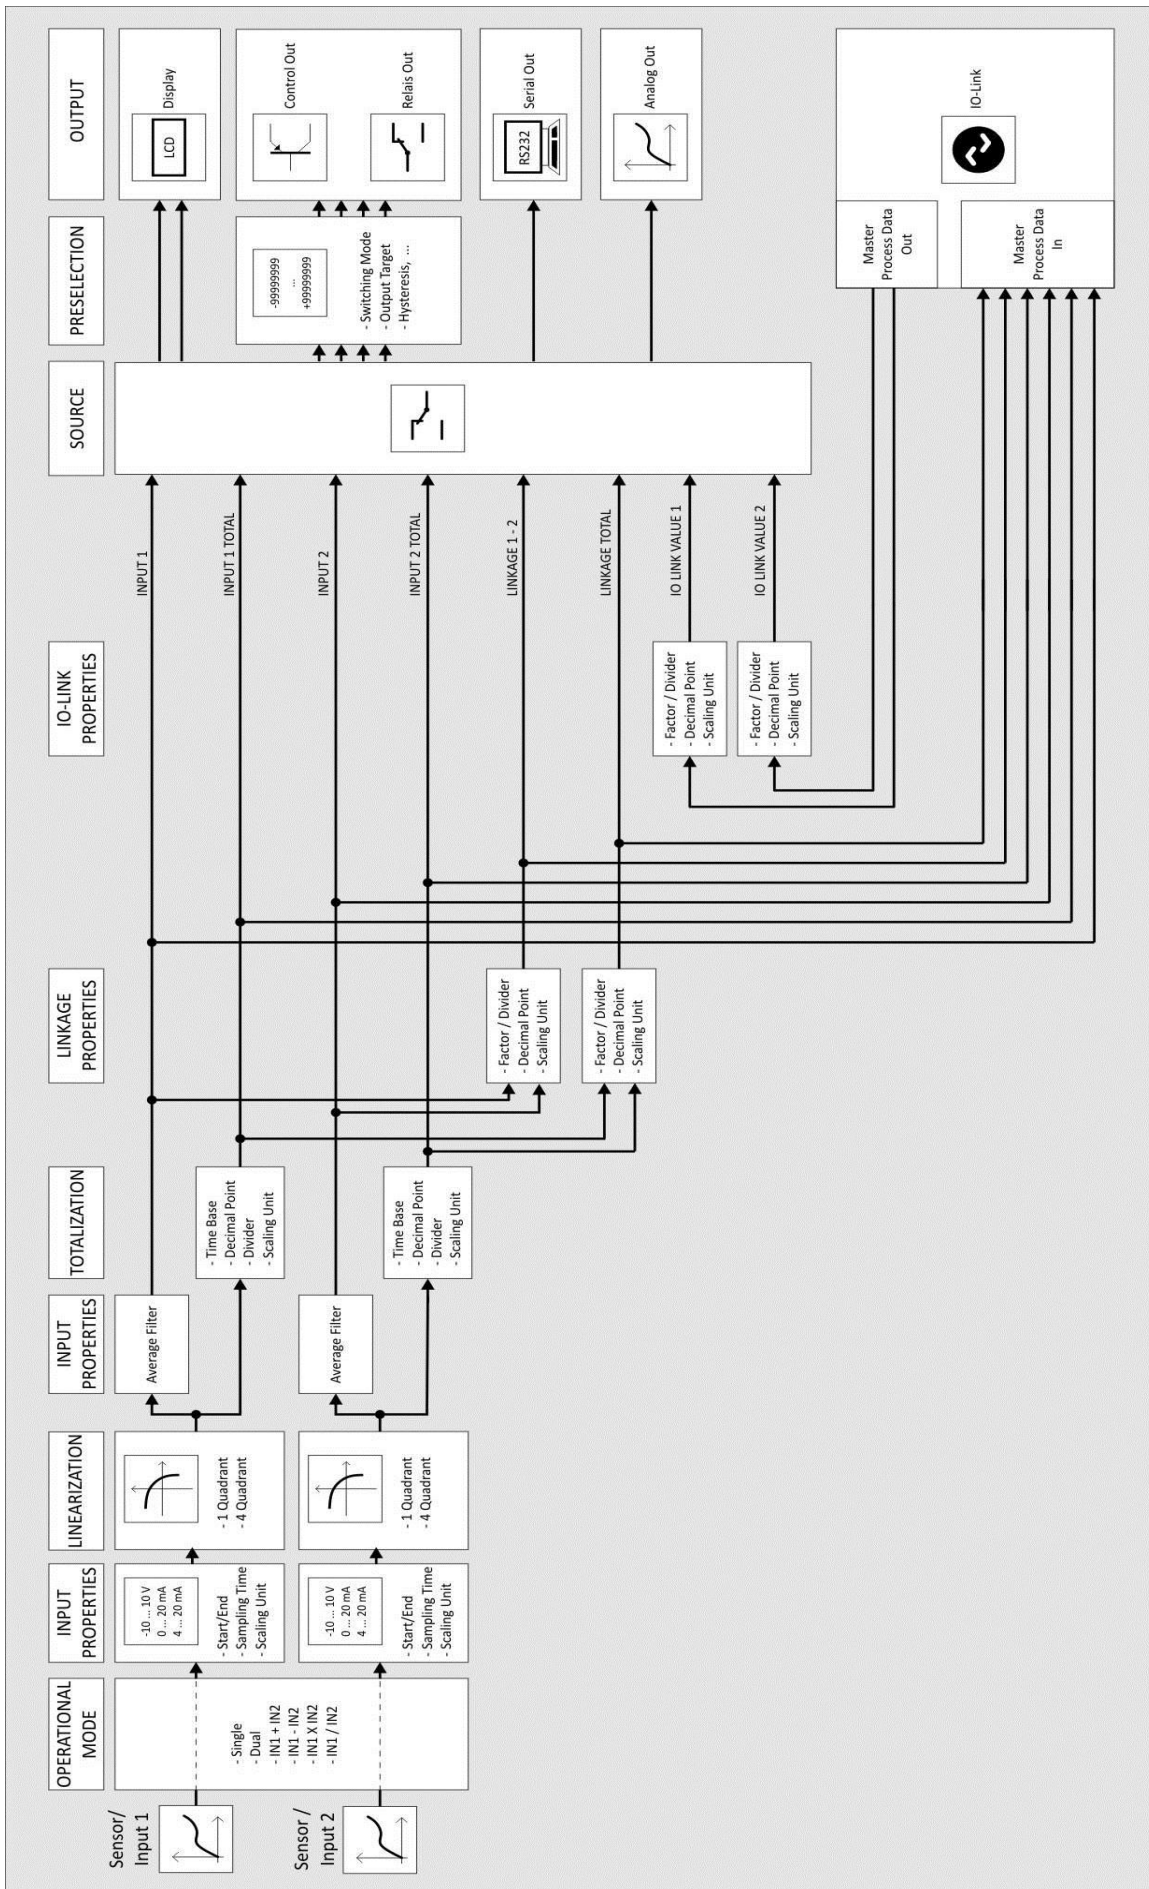 OPERATIONAL
MODE
INPUT
PROPERTIES
LINEARIZATION
INPUT
PROPERTIES
TOTALIZATION
LINKAGE
PROPERTIES
IO-LINK
PROPERTIES
SOURCE
PRESELECTION
OUTPUT
Sensor/
Input 1
Sensor /
Input 2
- Single
- Dual
- IN1 + IN2
- IN1 - IN2
- IN1 X IN2
- IN1 / IN2
-10 ... 10 V
0 ... 20 mA
4 ... 20 mA
- Start/End
- Sampling Time
- Scaling Unit
-10 ... 10 V
0 ... 20 mA
4 ... 20 mA
- Start/End
- Sampling Time
- Scaling Unit
- 1 Quadrant
- 4 Quadrant
- 1 Quadrant
- 4 Quadrant
Average Filter
Average Filter
- Time Base
- Decimal Point
- Divider
- Scaling Unit
- Time Base
- Decimal Point
- Divider
- Scaling Unit
- Factor / Divider
- Decimal Point
- Scaling Unit
- Factor / Divider
- Decimal Point
- Scaling Unit
- Factor / Divider
- Decimal Point
- Scaling Unit
- Factor / Divider
- Decimal Point
- Scaling Unit
INPUT 1
INPUT 1 TOTAL
INPUT 2
INPUT 2 TOTAL
LINKAGE 1 - 2
LINKAGE TOTAL
IO LINK VALUE 1
IO LINK VALUE 2
-99999999
...
+99999999
- Switching Mode
- Output Target
- Hysteresis, ...
Display
LCD
Control Out
Relais Out
Serial Out
RS232
Analog Out
IO-Link
Master
Process Data
Out
Master
Process Data
In